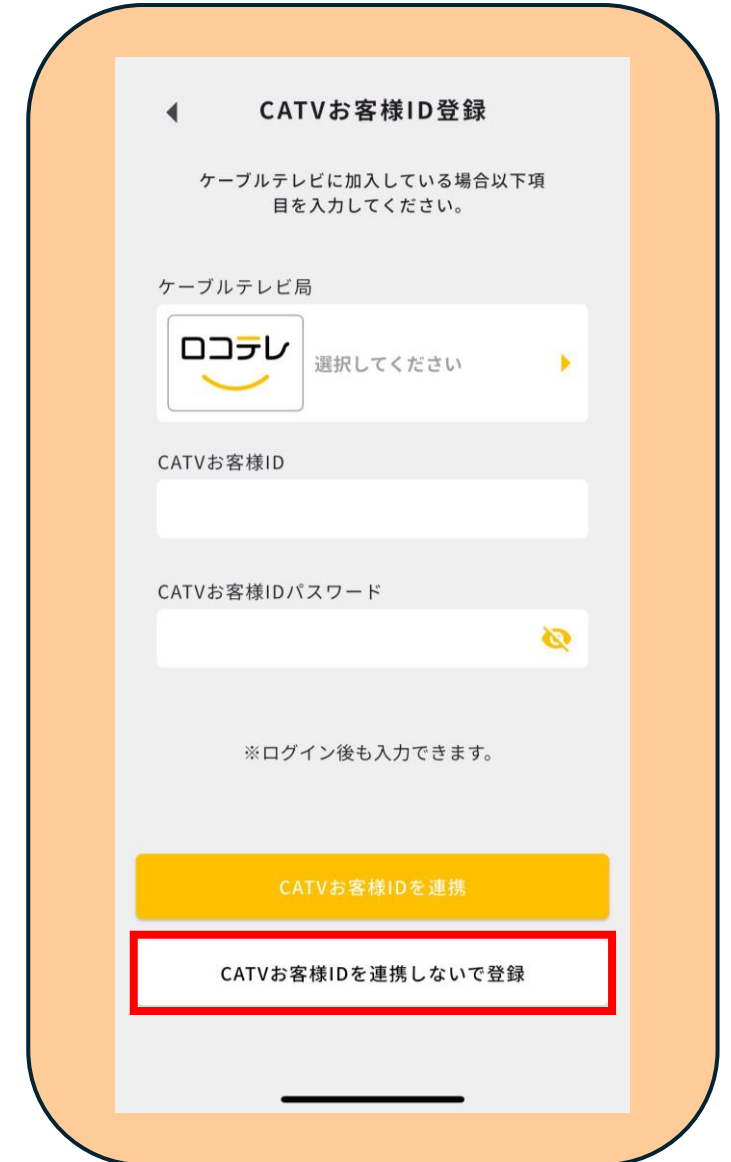 CATVお客様ID登録
ケーブルテレビに加入している場合以下項
目を入力してください。
ケーブルテレビ局
ロコテレ
選択してください
CATVお客様ID
CATVお客様IDパスワード
※ログイン後も入力できます。
CATVお客様IDを連携
CATVお客様IDを連携しないで登録